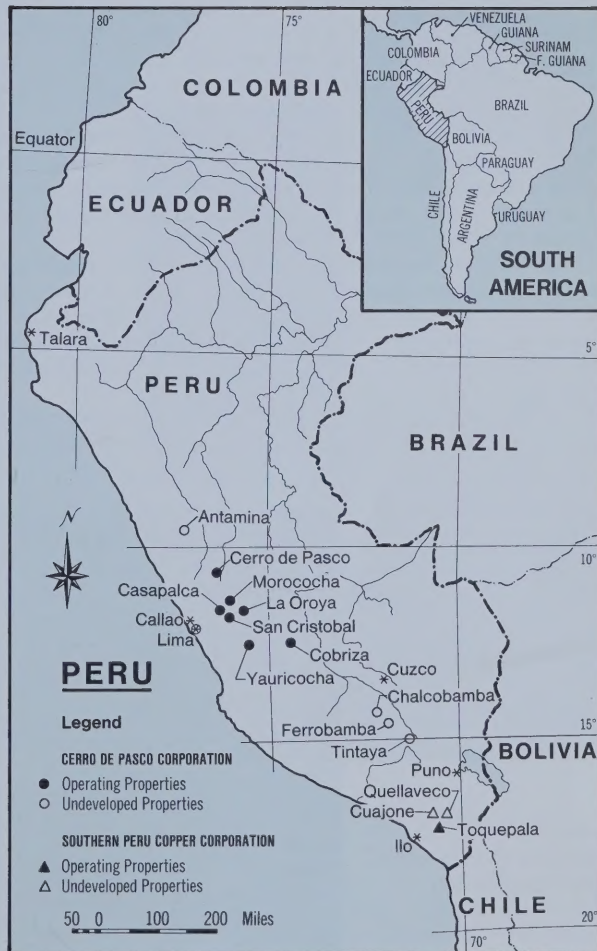 80°
75°
COLOMBIA
Equator
ECUADOR
Talara
PERU
5°
BRAZIL
Antamina
N
10°
Cerro de Pasco
Morococha
Casapalca
La Oroya
Callao
San Cristobal
Lima
Cobriza
Yauricocha
Cuzco
Chalcobamba
Ferrobamba
15°
Tintaya
BOLIVIA
Puno
Quellaveco
Cuajone
Toquepala
Ilo
CHILE
20°
70°
VENEZUELA
GUIANA
SURINAM
F. GUIANA
COLOMBIA
ECUADOR
BRAZIL
PERU
BOLIVIA
PARAGUAY
CHILE
ARGENTINA
URUGUAY
SOUTH
AMERICA
PERU
Legend
CERRO DE PASCO CORPORATION
Operating Properties
Undeveloped Properties
SOUTHERN PERU COPPER CORPORATION
Operating Properties
Undeveloped Properties
50 0 100 200 Miles